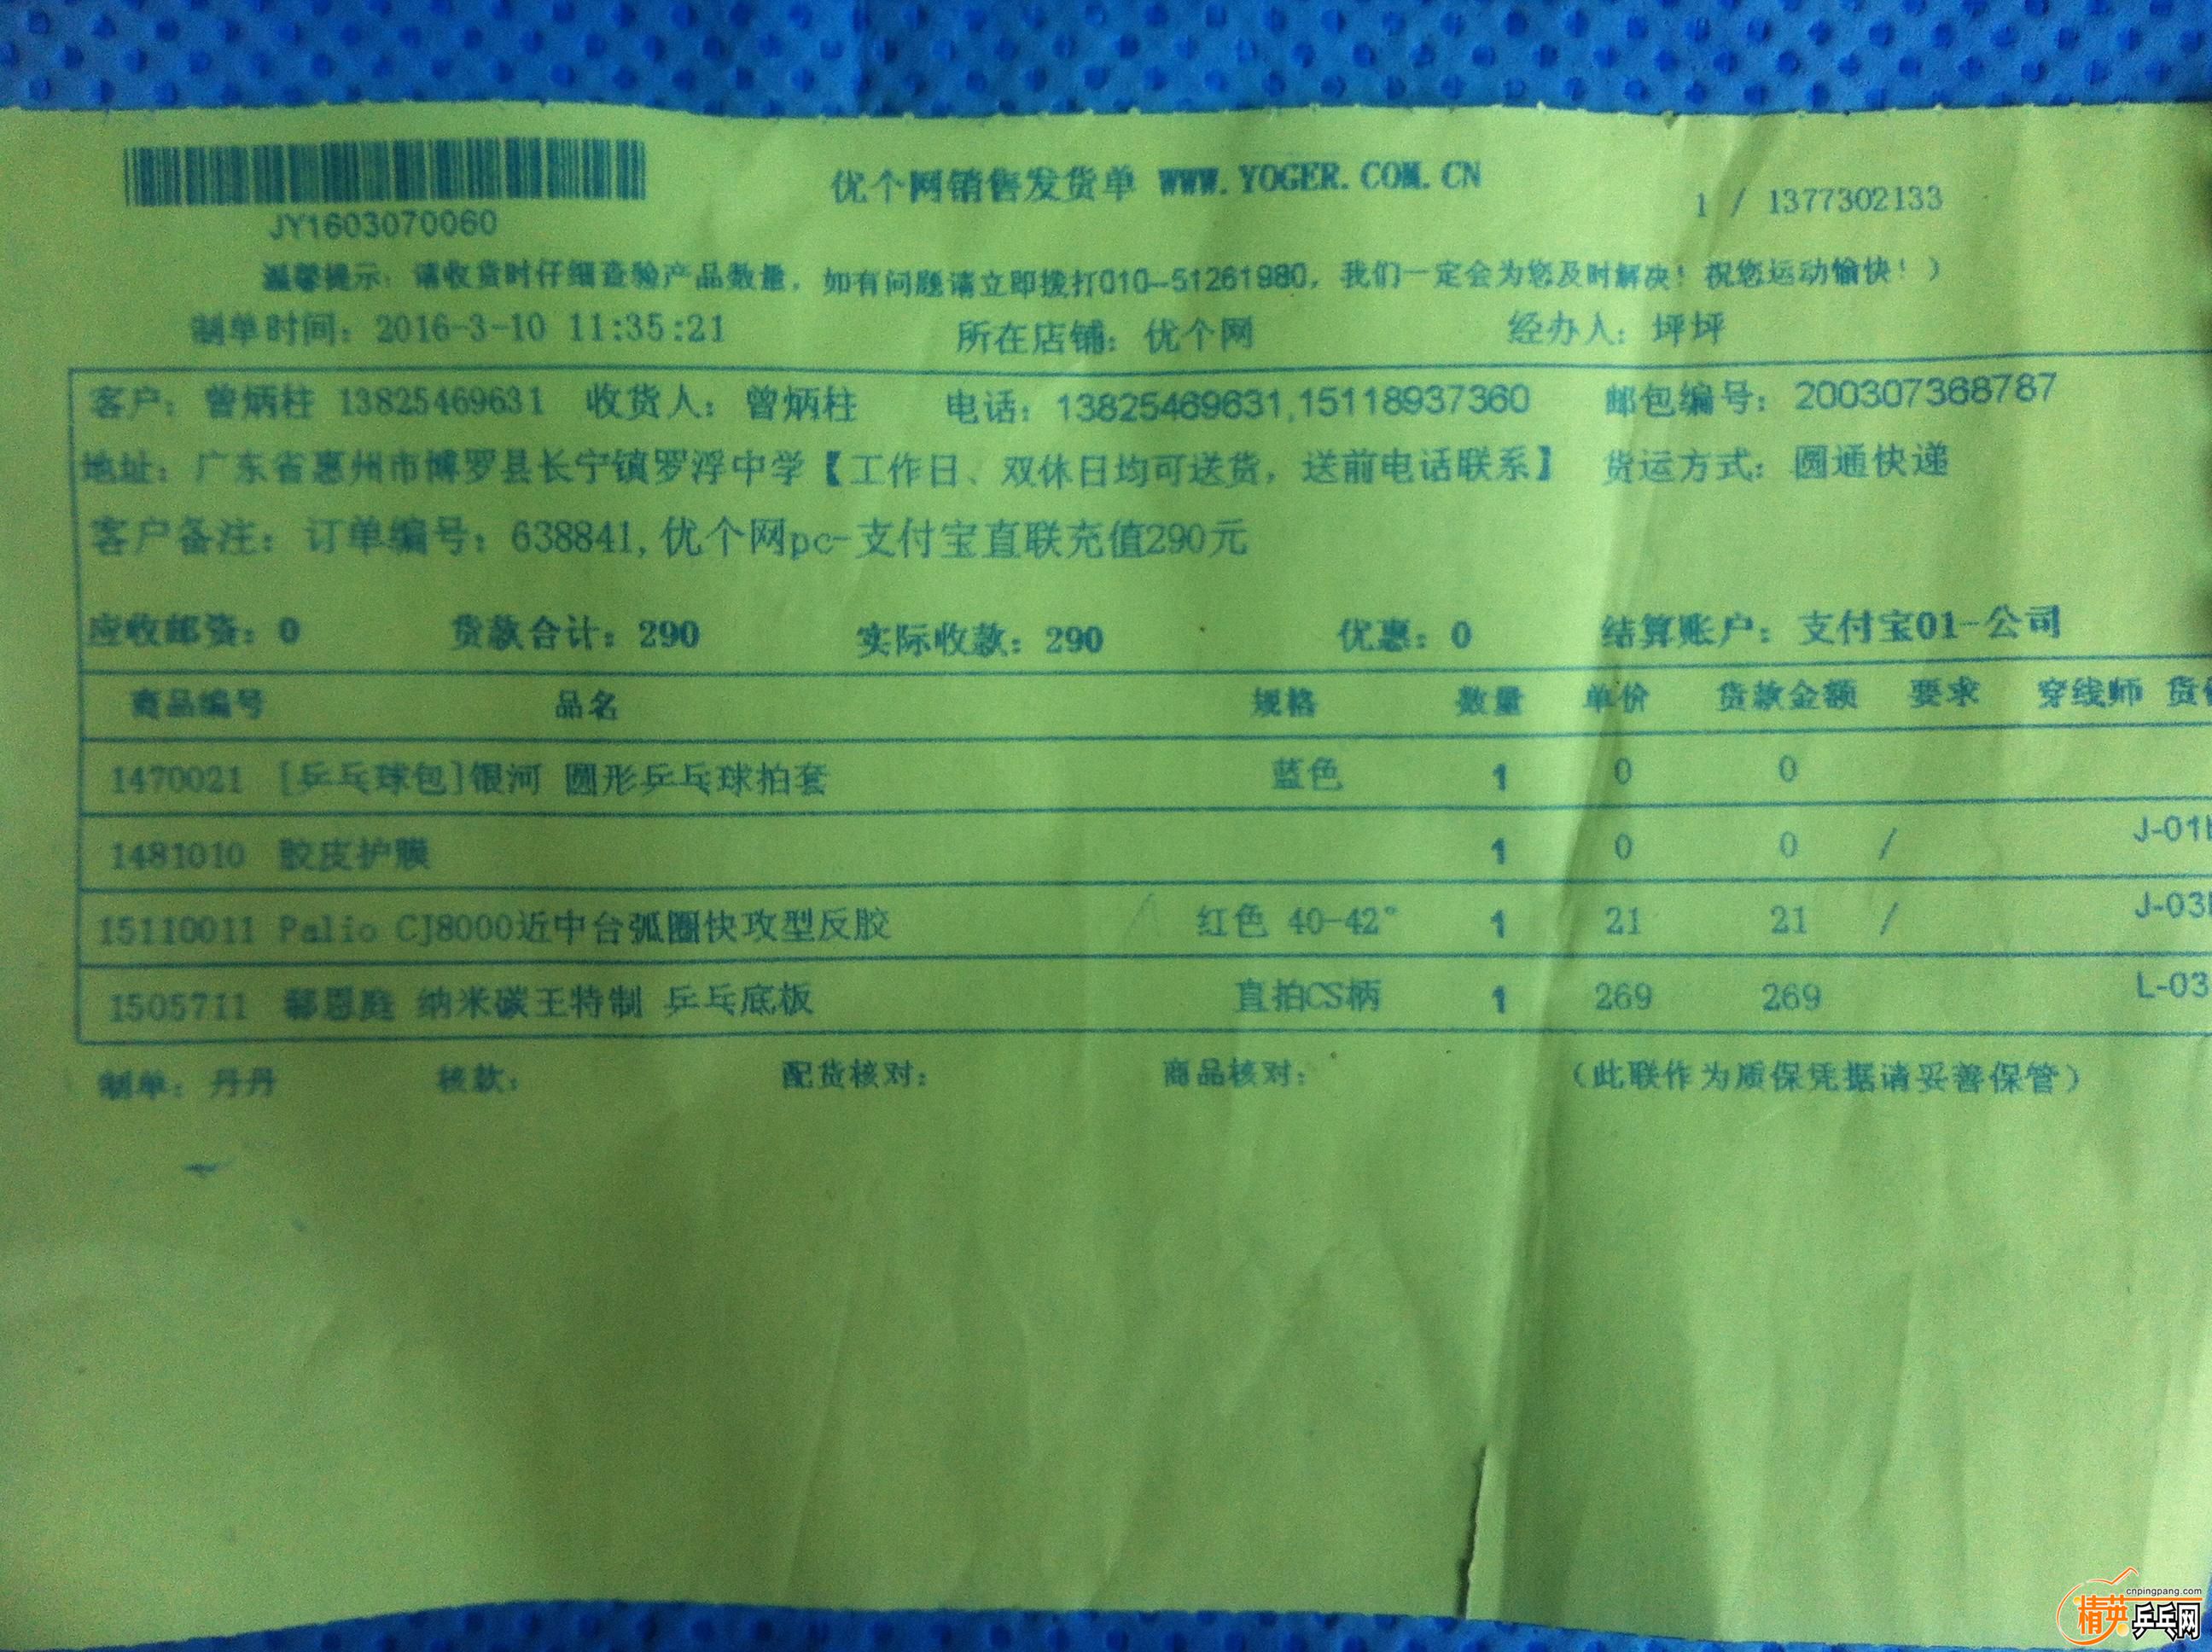 优个网销售发货单 WWW.YOGER.COM.CN
1 / 1377302133
JY1603070060
温馨提示：请收货时仔细查验产品数量，如有问题请立即拨打010-51261980，我们一定会为您及时解决！祝您运动愉快！）
制单时间：2016-3-10 11:35:21 所在店铺：优个网 经办人：坪坪
客户：曾炳柱 13825469631 收货人：曾炳柱 电话：13825469631,15118937360 邮包编号：200307368787
地址：广东省惠州市博罗县长宁镇罗浮中学【工作日、双休日均可送货，送前电话联系】 货运方式：圆通快递
客户备注：订单编号：638841,优个网pc-支付宝直联充值290元
应收邮资：0 货款合计：290 实际收款：290 优惠：0 结算账户：支付宝01-公司
商品编号 品名 规格 数量 单价 货款金额 要求 穿线师 货
1470021 [乒乓球包]银河 圆形乒乓球拍套 蓝色 1 0 0
1481010 胶皮护膜 1 0 0 / J-01
15110011 Palio CJ8000近中台弧圈快攻型反胶 红色 40-42° 1 21 21 / J-03
1505711 郗恩庭 纳米碳王特制 乒乓底板 直拍CS柄 1 269 269 L-03
制单：丹丹 核款： 配货核对： 商品核对： （此联作为质保凭据请妥善保管）
cnpingpang.com
精英乒乓网